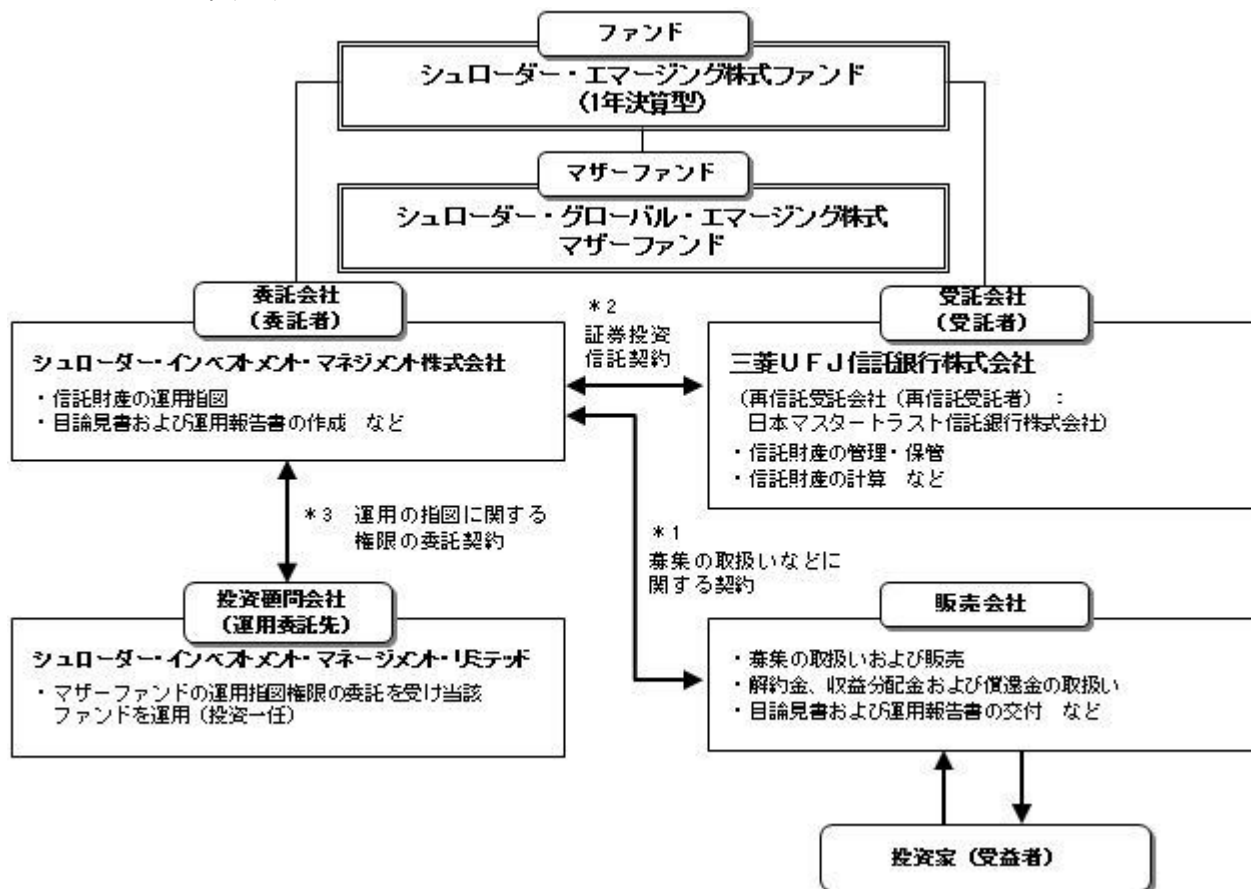 ファンド
シュローダー・エマージング株式ファンド
(1年決算型)
マザーファンド
シュローダー・グローバル・エマージング株式
マザーファンド
委託会社
(委託者)
シュローダー・インベストメント・マネジメント株式会社
・信託財産の運用指図
・目論見書および運用報告書の作成　など
*2
証券投資
信託契約
受託会社
(受託者)
三菱UFJ信託銀行株式会社
(再信託受託会社(再信託受託者) :
日本マスタートラスト信託銀行株式会社)
・信託財産の管理・保管
・信託財産の計算　など
*3　運用の指図に関する
権限の委託契約
*1
募集の取扱いなどに
関する契約
投資顧問会社
(運用委託先)
シュローダー・インベストメント・マネージメント・リミテッド
・マザーファンドの運用指図権限の委託を受け当該
ファンドを運用(投資一任)
販売会社
・募集の取扱いおよび販売
・解約金、収益分配金および償還金の取扱い
・目論見書および運用報告書の交付　など
投資家(受益者)